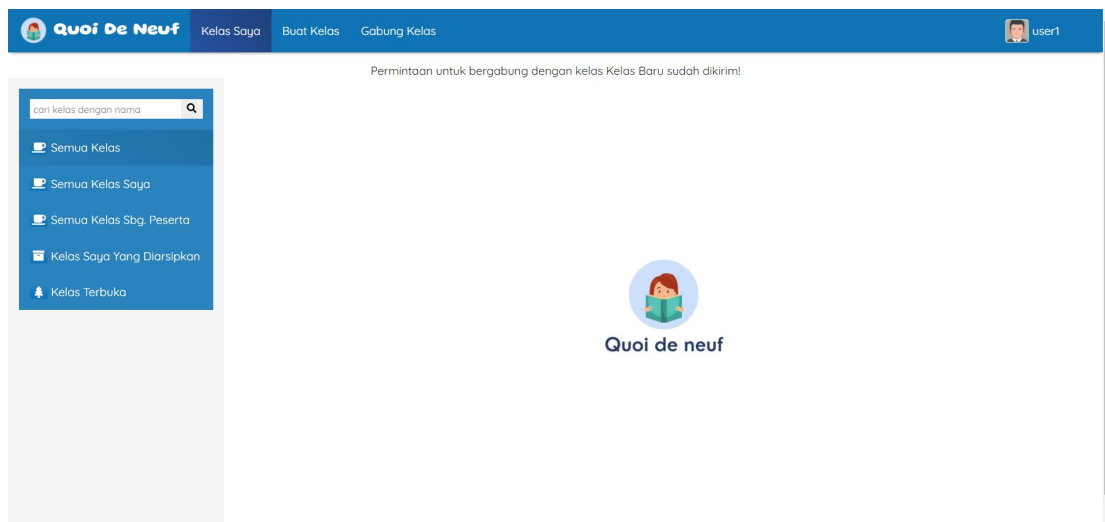 Quoi De Neuf Kelas Saya Buat Kelas Gabung Kelas user1
Permintaan untuk bergabung dengan kelas Kelas Baru sudah dikirim!
cari kelas dengan nama
Semua Kelas
Semua Kelas Saya
Semua Kelas Sbg. Peserta
Kelas Saya Yang Diarsipkan
Kelas Terbuka
Quoi de neuf